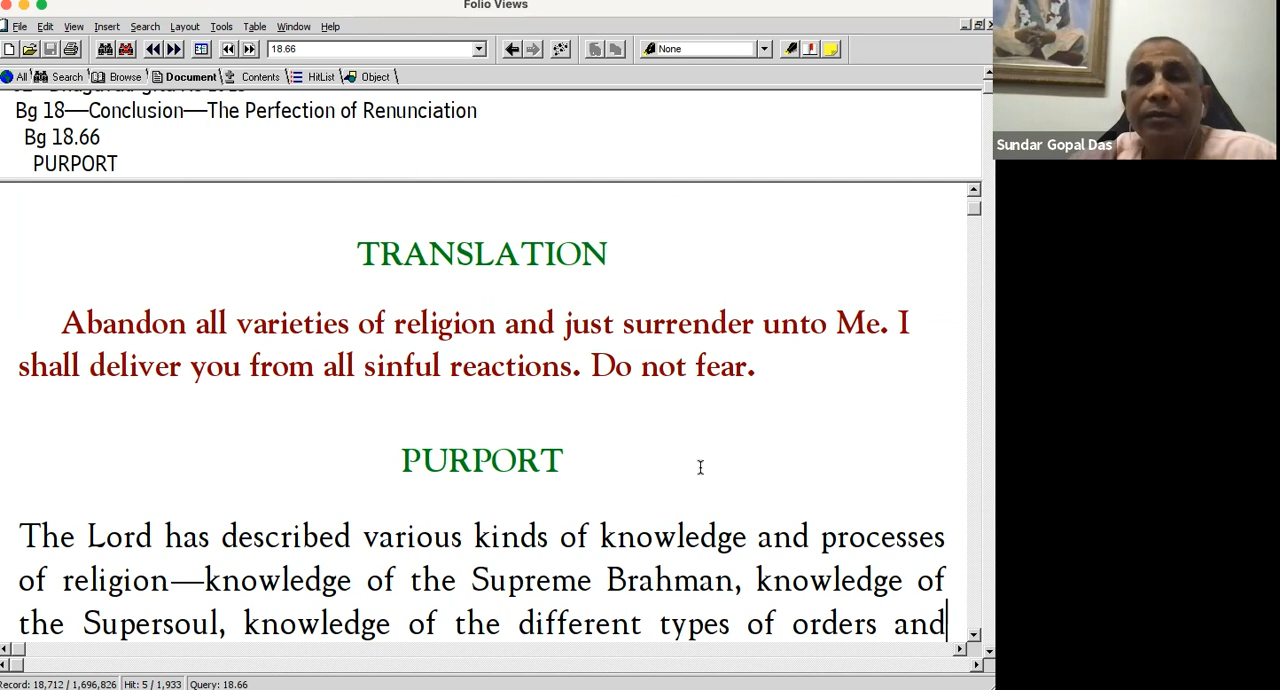 Folio Views
File Edit View Insert Search Layout Tools Table Window Help
18.66 None
All Search Browse Document Contents HitList Object
Bg 18—Conclusion—The Perfection of Renunciation
Bg 18.66
PURPORT
Sundar Gopal Das
TRANSLATION
Abandon all varieties of religion and just surrender unto Me. I
shall deliver you from all sinful reactions. Do not fear.
PURPORT
The Lord has described various kinds of knowledge and processes
of religion—knowledge of the Supreme Brahman, knowledge of
the Supersoul, knowledge of the different types of orders and
Record: 18,712 / 1,696,826 Hit: 5 / 1,933 Query: 18.66